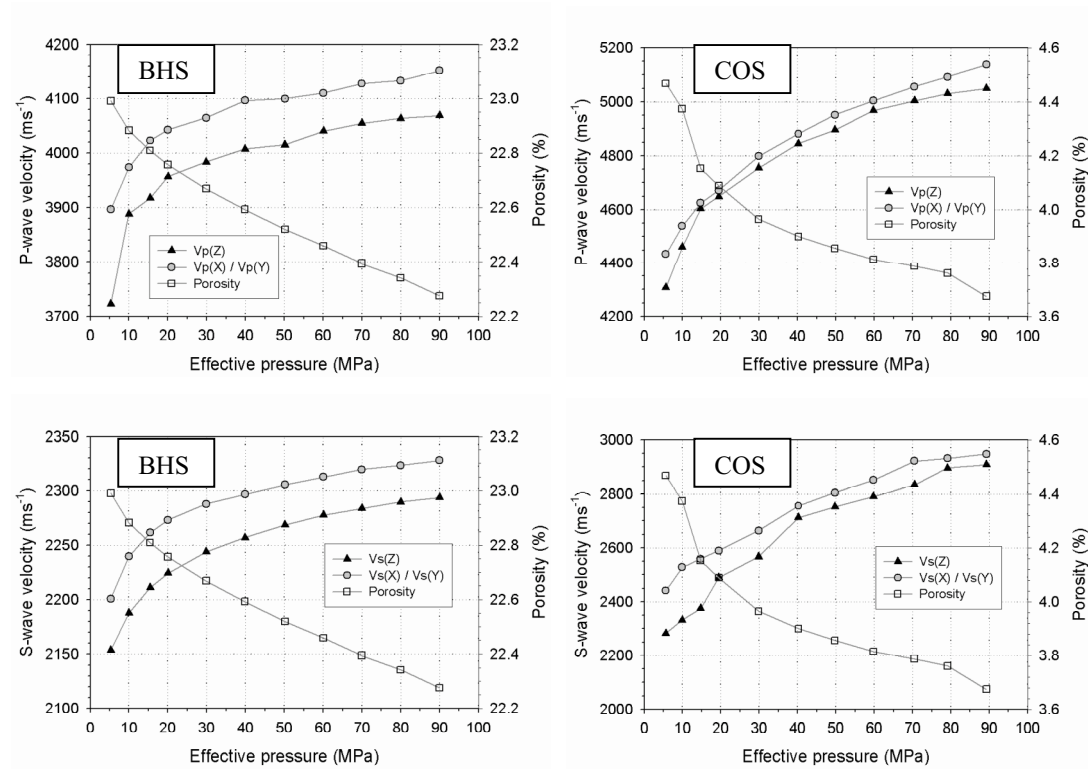 BHS
P-wave velocity (ms-1)
4200
4100
4000
3900
3800
3700
Vp(Z)
Vp(X) / Vp(Y)
Porosity
23.2
23.0
22.8
22.6
22.4
22.2
Porosity (%)
0 10 20 30 40 50 60 70 80 90 100
Effective pressure (MPa)
COS
P-wave velocity (ms-1)
5200
5000
4800
4600
4400
4200
Vp(Z)
Vp(X) / Vp(Y)
Porosity
4.6
4.4
4.2
4.0
3.8
3.6
Porosity (%)
0 10 20 30 40 50 60 70 80 90 100
Effective pressure (MPa)
BHS
S-wave velocity (ms-1)
2350
2300
2250
2200
2150
2100
Vs(Z)
Vs(X) / Vs(Y)
Porosity
23.2
23.0
22.8
22.6
22.4
22.2
Porosity (%)
0 10 20 30 40 50 60 70 80 90 100
Effective pressure (MPa)
COS
S-wave velocity (ms-1)
3000
2800
2600
2400
2200
2000
Vs(Z)
Vs(X) / Vs(Y)
Porosity
4.6
4.4
4.2
4.0
3.8
3.6
Porosity (%)
0 10 20 30 40 50 60 70 80 90 100
Effective pressure (MPa)